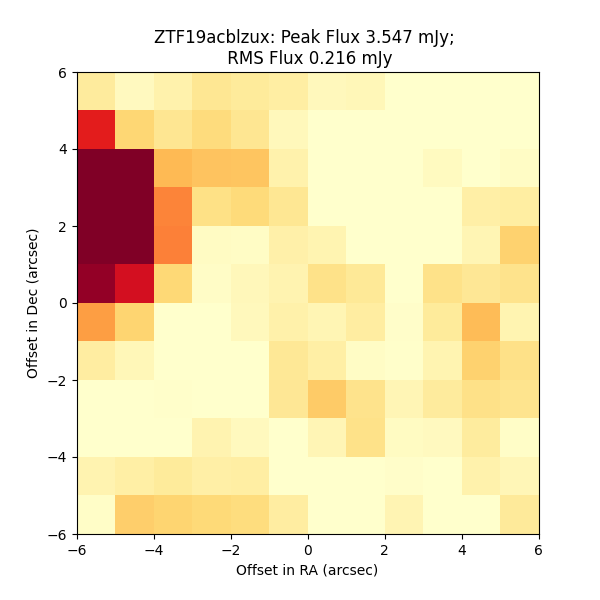 ZTF19acblzux: Peak Flux 3.547 mJy;
RMS Flux 0.216 mJy
6
4
2
0
−2
−4
−6
Offset in Dec (arcsec)
−6 −4 −2 0 2 4 6
Offset in RA (arcsec)